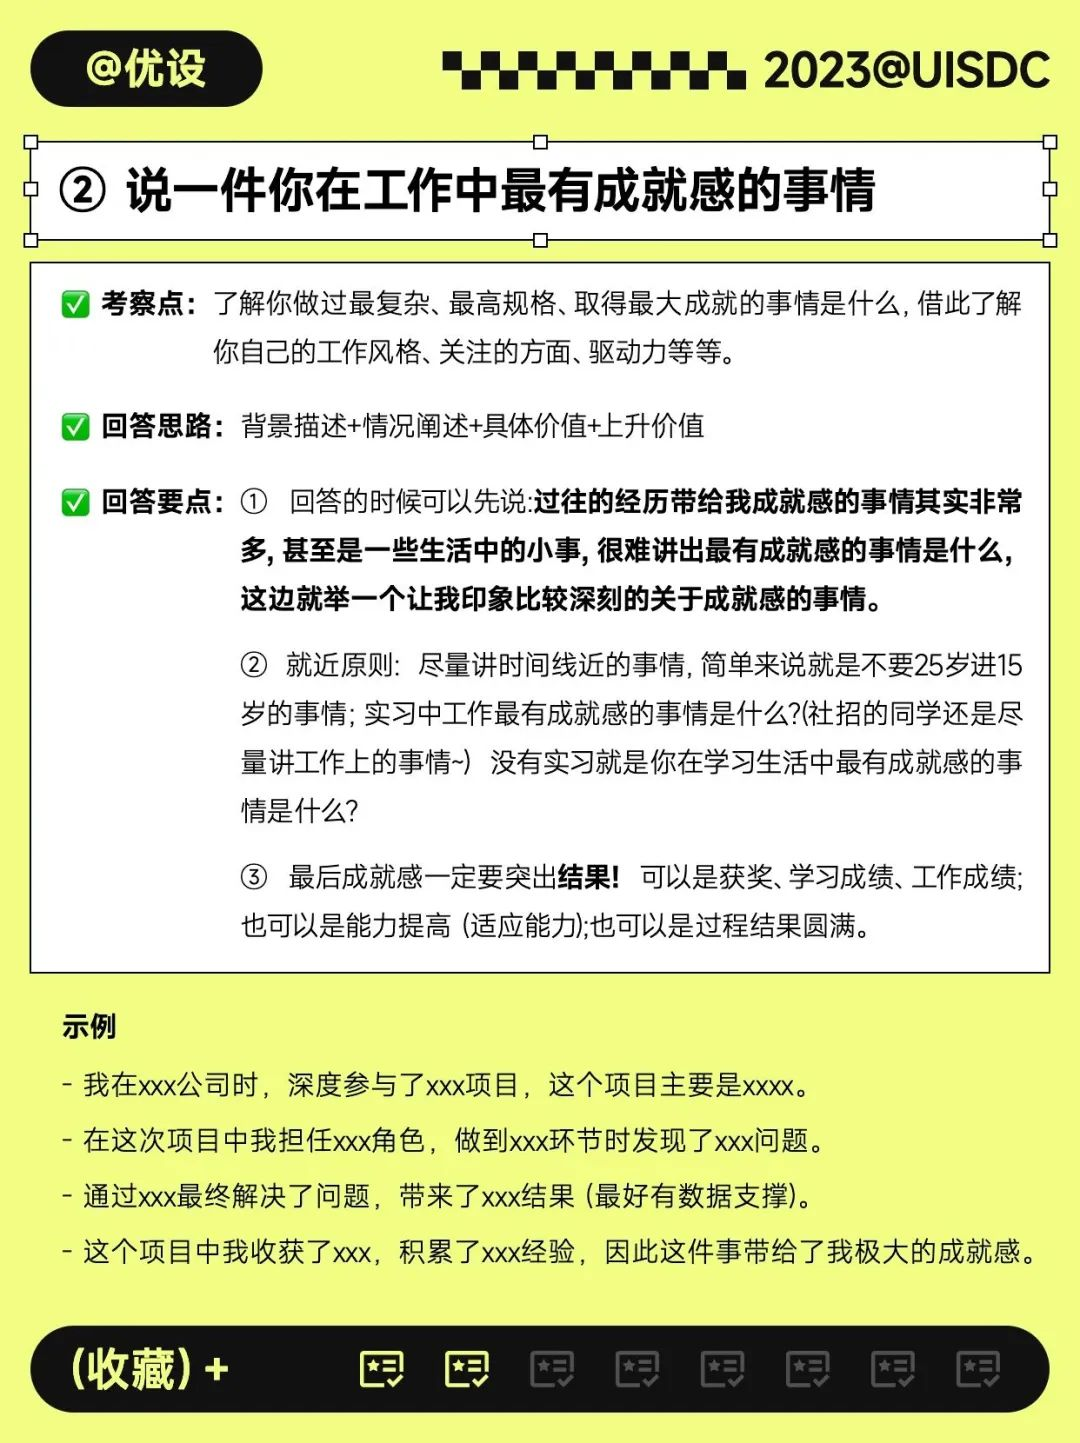 @优设
2023@UISDC
② 说一件你在工作中最有成就感的事情
考察点：了解你做过最复杂、最高规格、取得最大成就的事情是什么，借此了解
你自己的工作风格、关注的方面、驱动力等等。
回答思路：背景描述+情况阐述+具体价值+上升价值
回答要点：① 回答的时候可以先说:过往的经历带给我成就感的事情其实非常
多，甚至是一些生活中的小事，很难讲出最有成就感的事情是什么，
这边就举一个让我印象比较深刻的关于成就感的事情。
② 就近原则：尽量讲时间线近的事情，简单来说就是不要25岁进15
岁的事情；实习中工作最有成就感的事情是什么?(社招的同学还是尽
量讲工作上的事情~) 没有实习就是你在学习生活中最有成就感的事
情是什么?
③ 最后成就感一定要突出结果！可以是获奖、学习成绩、工作成绩;
也可以是能力提高 (适应能力);也可以是过程结果圆满。
示例
- 我在xxx公司时，深度参与了xxx项目，这个项目主要是xxxx。
- 在这次项目中我担任xxx角色，做到xxx环节时发现了xxx问题。
- 通过xxx最终解决了问题，带来了xxx结果 (最好有数据支撑)。
- 这个项目中我收获了xxx，积累了xxx经验，因此这件事带给了我极大的成就感。
(收藏) +